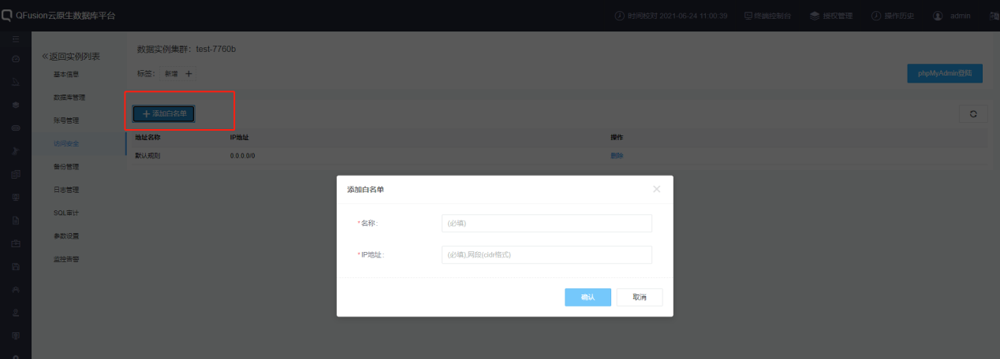 QFusion云原生数据库平台
时间校对 2021-06-24 11:00:39
终端控制台
授权管理
操作历史
admin
返回实例列表
数据实例集群：test-7760b
基本信息
标签： 新增 +
phpMyAdmin登陆
数据库管理
+ 添加白名单
账号管理
地址名称 IP地址 操作
访问安全
默认规则 0.0.0.0/0 删除
备份管理
日志管理
SQL审计
参数设置
监控告警
添加白名单
*名称: (必填)
*IP地址: (必填),网段(cidr格式)
确认 取消